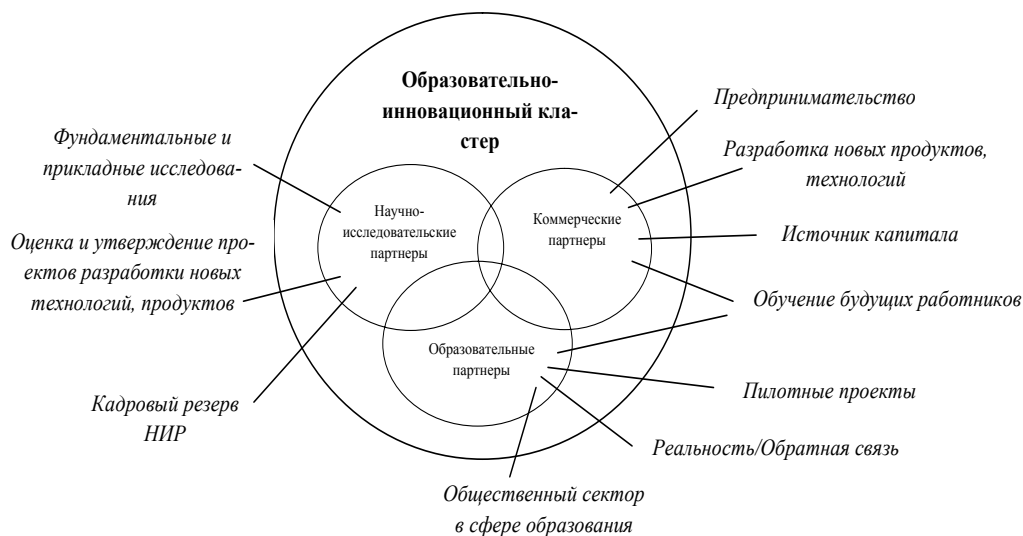 Образовательно-
инновационный кла-
стер
Фундаментальные и
прикладные исследова-
ния
Оценка и утверждение про-
ектов разработки новых
технологий, продуктов
Кадровый резерв
НИР
Научно-
исследовательские
партнеры
Коммерческие
партнеры
Образовательные
партнеры
Предпринимательство
Разработка новых продуктов,
технологий
Источник капитала
Обучение будущих работников
Пилотные проекты
Реальность/Обратная связь
Общественный сектор
в сфере образования